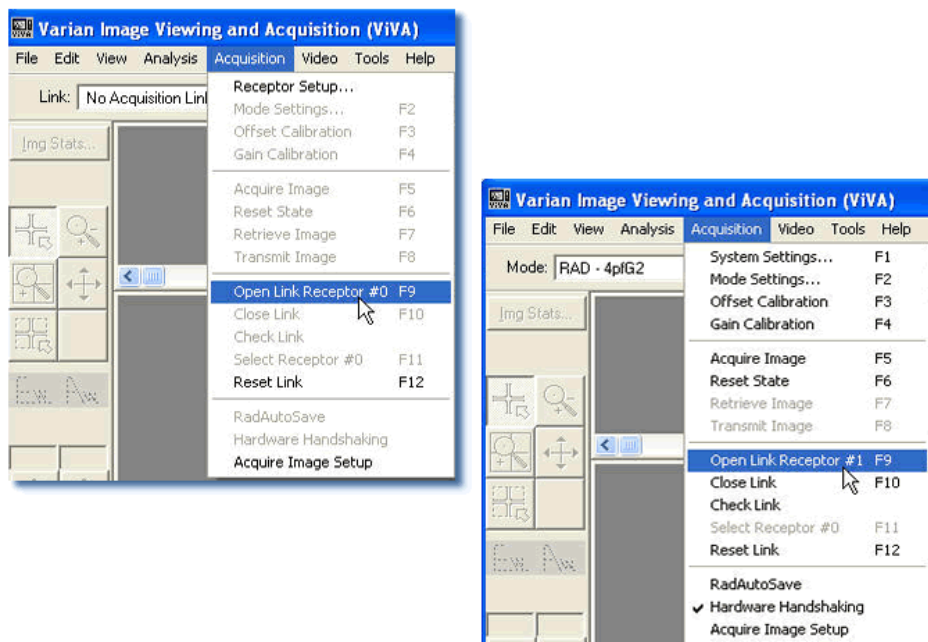 Varian Image Viewing and Acquisition (ViVA)
File Edit View Analysis Acquisition Video Tools Help
Link: No Acquisition Lin
Img Stats...
Receptor Setup...
Mode Settings... F2
Offset Calibration F3
Gain Calibration F4
Acquire Image F5
Reset State F6
Retrieve Image F7
Transmit Image F8
Open Link Receptor #0 F9
Close Link F10
Check Link
Select Receptor #0 F11
Reset Link F12
RadAutoSave
Hardware Handshaking
Acquire Image Setup
Varian Image Viewing and Acquisition (ViVA)
File Edit View Analysis Acquisition Video Tools Help
Mode: RAD - 4pfG2
Img Stats...
System Settings... F1
Mode Settings... F2
Offset Calibration F3
Gain Calibration F4
Acquire Image F5
Reset State F6
Retrieve Image F7
Transmit Image F8
Open Link Receptor #1 F9
Close Link F10
Check Link
Select Receptor #0 F11
Reset Link F12
RadAutoSave
Hardware Handshaking
Acquire Image Setup